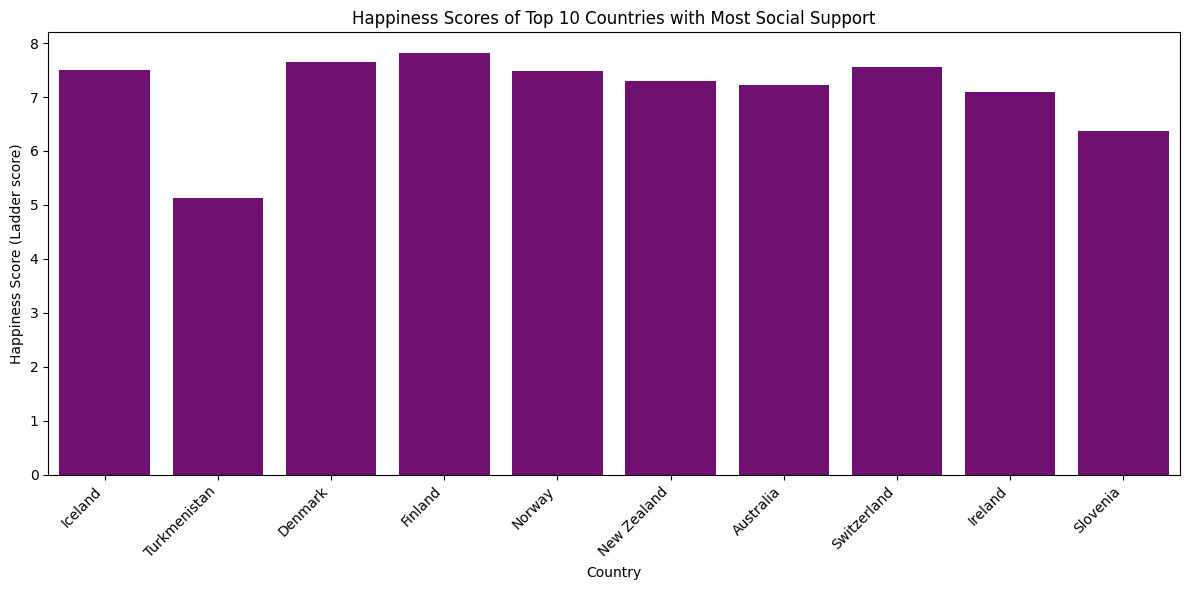 Happiness Scores of Top 10 Countries with Most Social Support
Happiness Score (Ladder score)
8
7
6
5
4
3
2
1
0
Iceland
Turkmenistan
Denmark
Finland
Norway
New Zealand
Australia
Switzerland
Ireland
Slovenia
Country